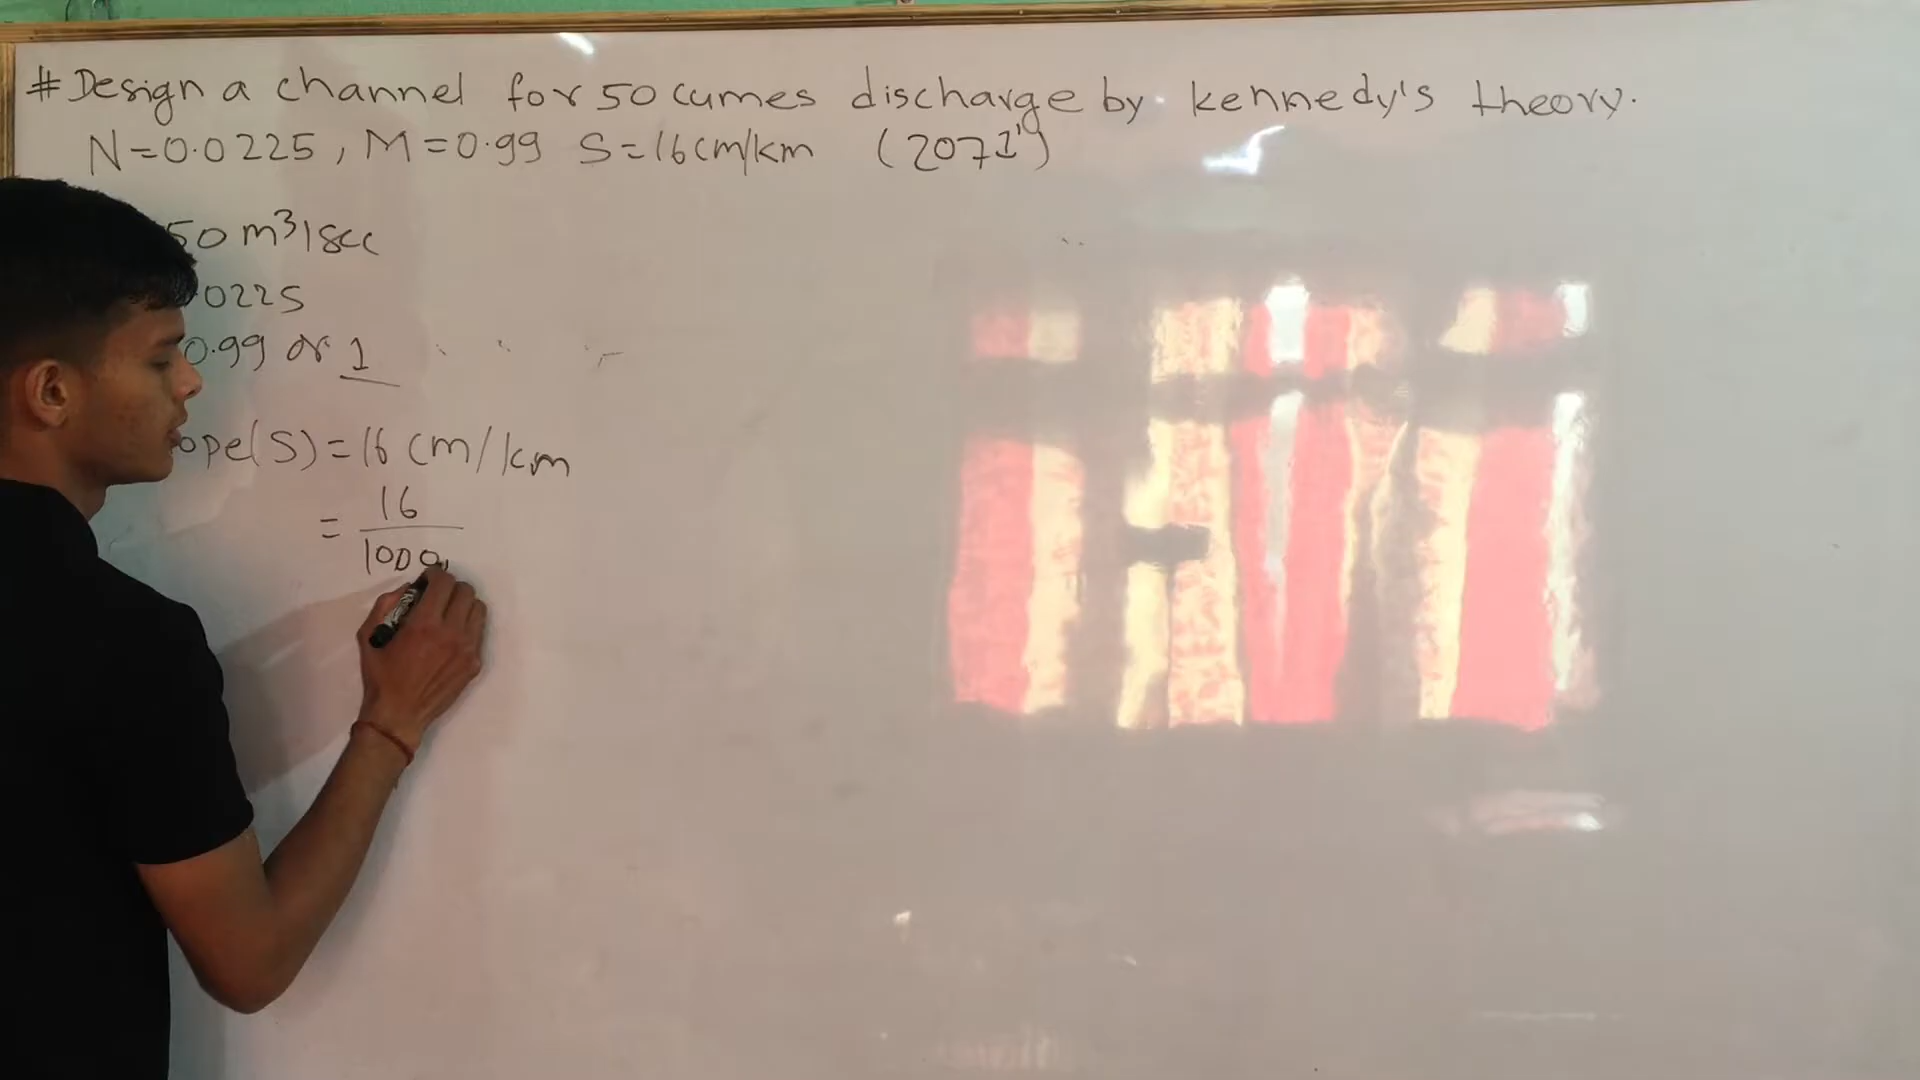 # Design a channel for 50 cumes discharge by kennedy's theory.
N=0.0225, M=0.99 S=16cm/km (2071')
50 m³/sec
0225
0.99 or 1
ope(S)=16 cm/km
= 16
1000